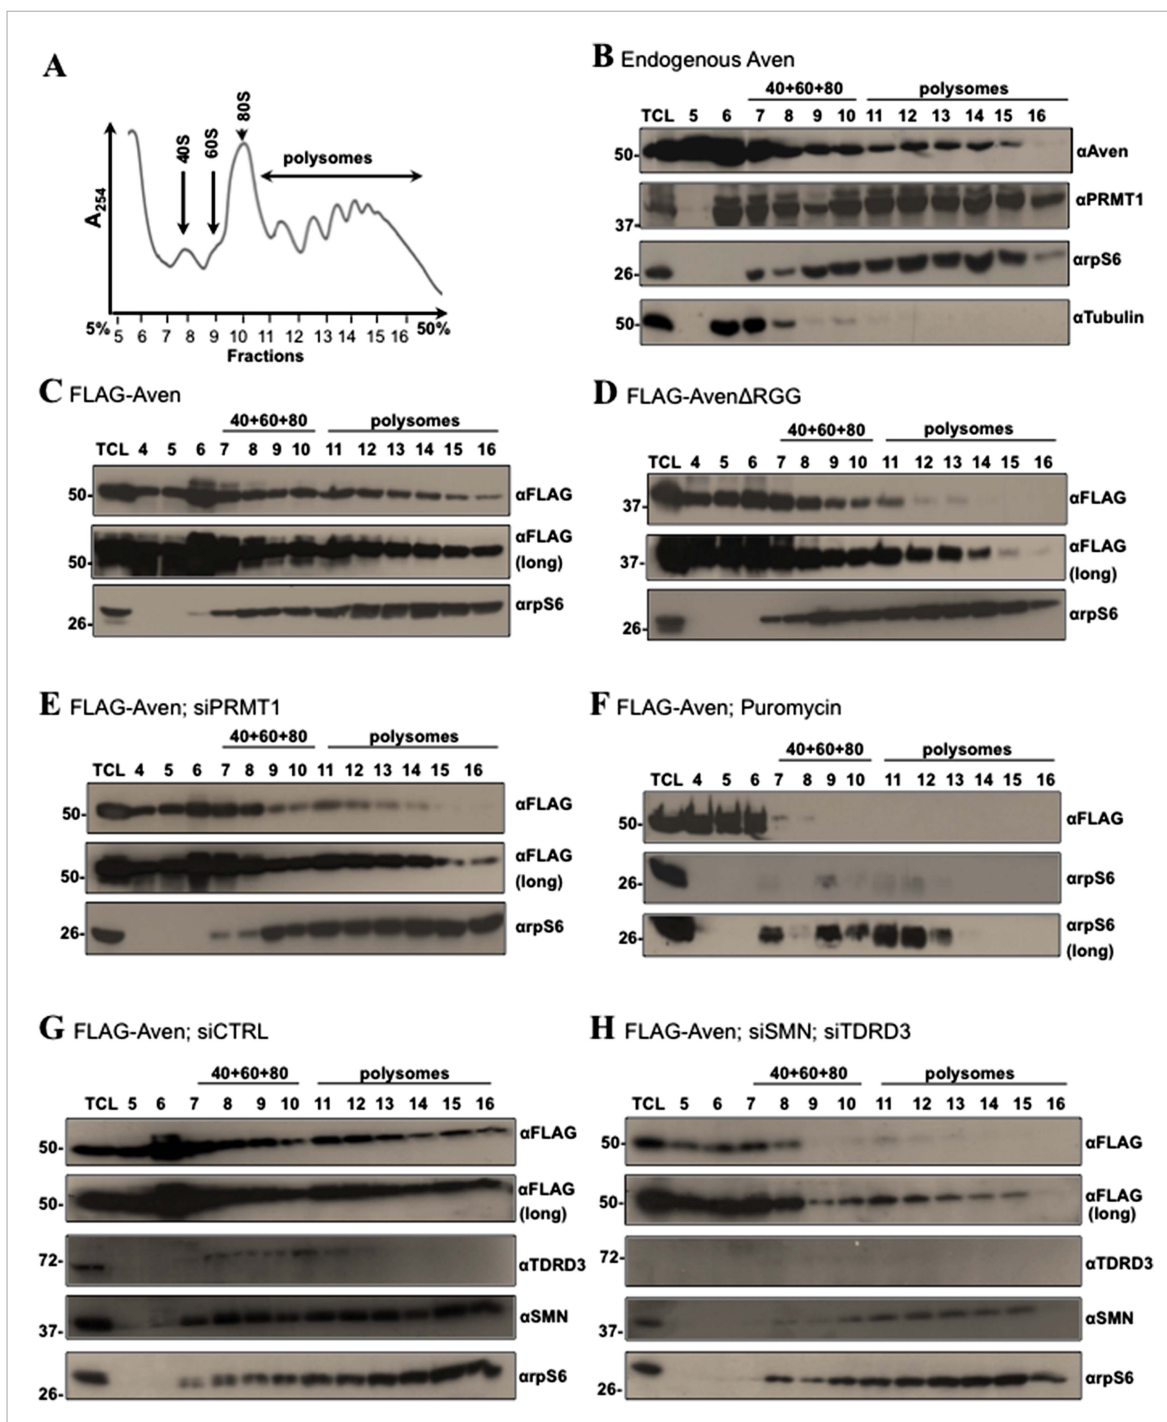 A
A254
40S
60S
80S
polysomes
5% 5 6 7 8 9 10 11 12 13 14 15 16 50%
Fractions
B Endogenous Aven
40+60+80 polysomes
TCL 5 6 7 8 9 10 11 12 13 14 15 16
50- αAven
αPRMT1
37-
26- αrpS6
50- αTubulin
C FLAG-Aven
40+60+80 polysomes
TCL 4 5 6 7 8 9 10 11 12 13 14 15 16
50- αFLAG
αFLAG
50- (long)
αrpS6
26-
D FLAG-AvenΔRGG
40+60+80 polysomes
TCL 4 5 6 7 8 9 10 11 12 13 14 15 16
37- αFLAG
αFLAG
37- (long)
αrpS6
26-
E FLAG-Aven; siPRMT1
40+60+80 polysomes
TCL 4 5 6 7 8 9 10 11 12 13 14 15 16
50- αFLAG
αFLAG
50- (long)
26- αrpS6
F FLAG-Aven; Puromycin
40+60+80 polysomes
TCL 4 5 6 7 8 9 10 11 12 13 14 15 16
50- αFLAG
26- αrpS6
αrpS6
26- (long)
G FLAG-Aven; siCTRL
40+60+80 polysomes
TCL 5 6 7 8 9 10 11 12 13 14 15 16
50- αFLAG
αFLAG
50- (long)
72- αTDRD3
αSMN
37-
αrpS6
26-
H FLAG-Aven; siSMN; siTDRD3
40+60+80 polysomes
TCL 5 6 7 8 9 10 11 12 13 14 15 16
50- αFLAG
αFLAG
50- (long)
72- αTDRD3
αSMN
37-
αrpS6
26-